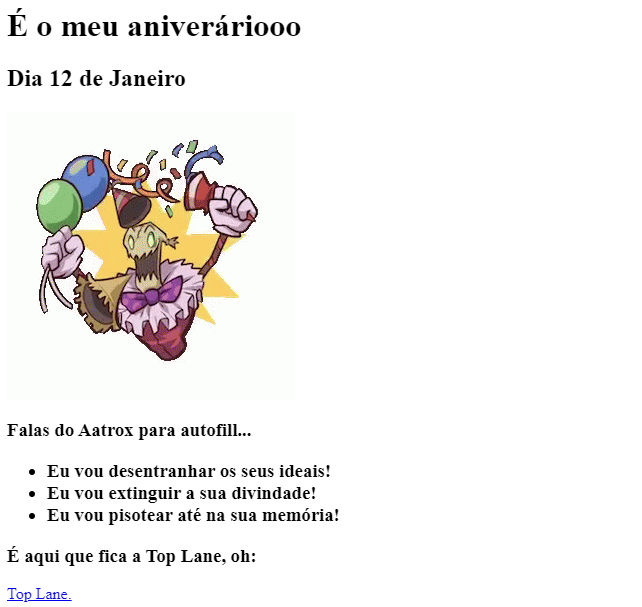 É o meu aniveráriooo
Dia 12 de Janeiro
Falas do Aatrox para autofill...
Eu vou desentranhar os seus ideais!
Eu vou extinguir a sua divindade!
Eu vou pisotear até na sua memória!
É aqui que fica a Top Lane, oh:
Top Lane.